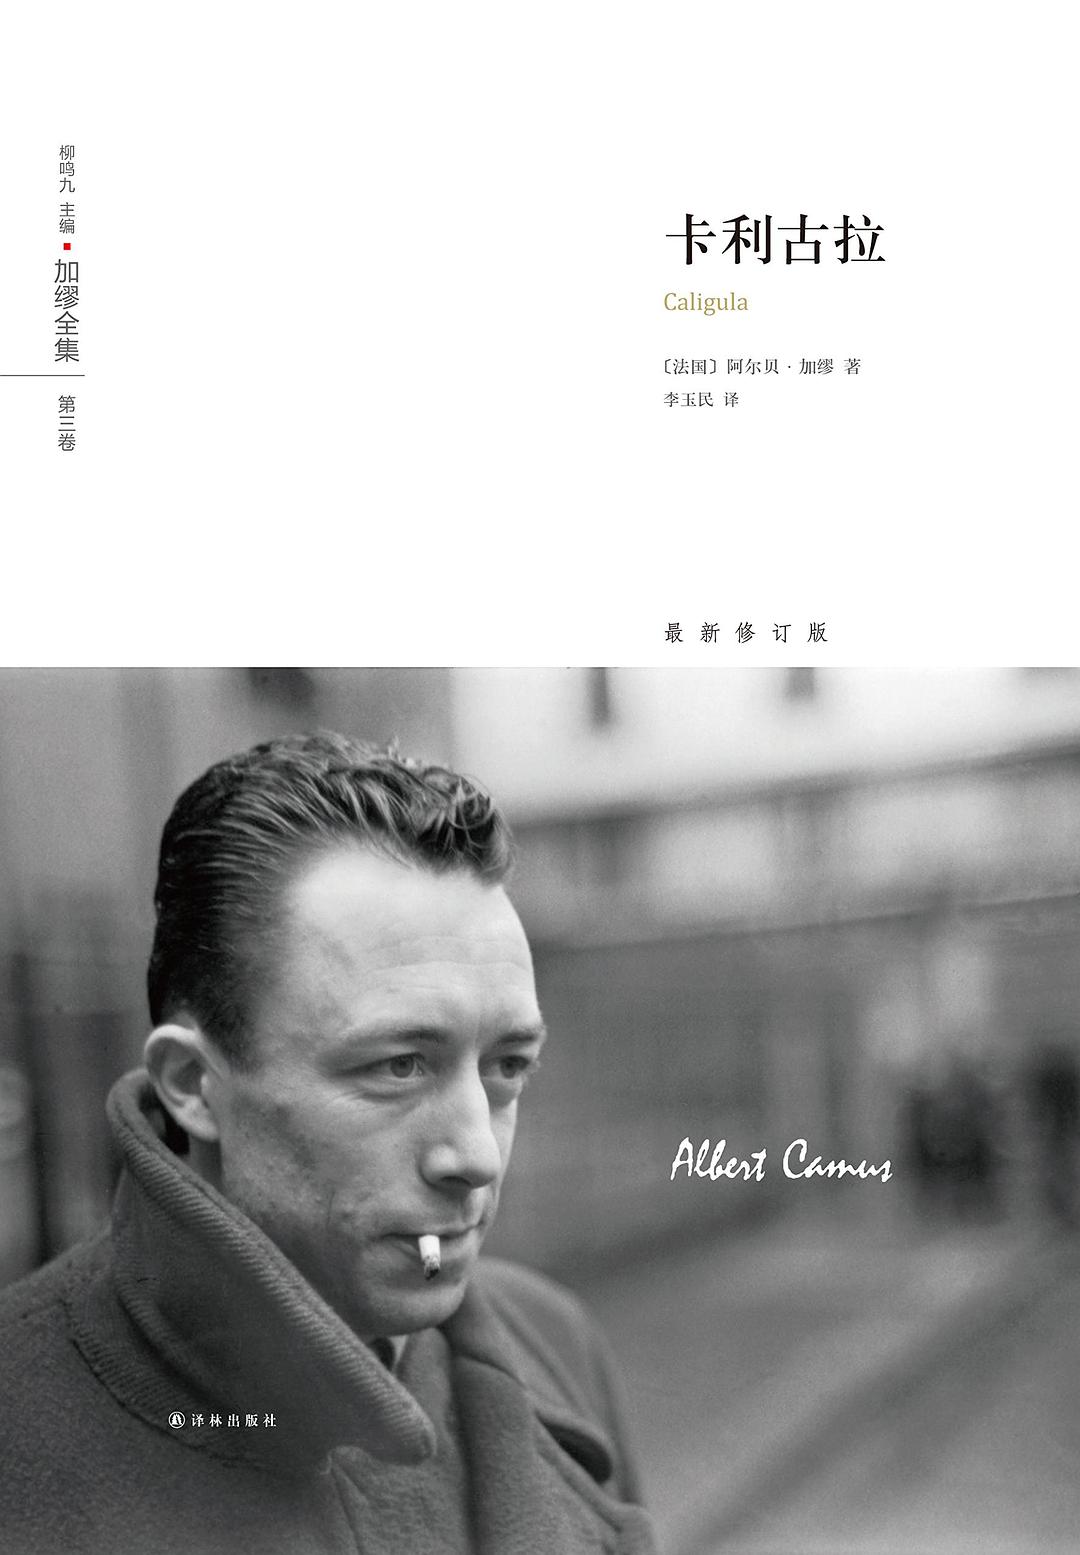 柳鸣九 主编
加缪全集
第三卷
卡利古拉
Caligula
〔法国〕阿尔贝·加缪 著
李玉民 译
最新修订版
Albert Camus
译林出版社